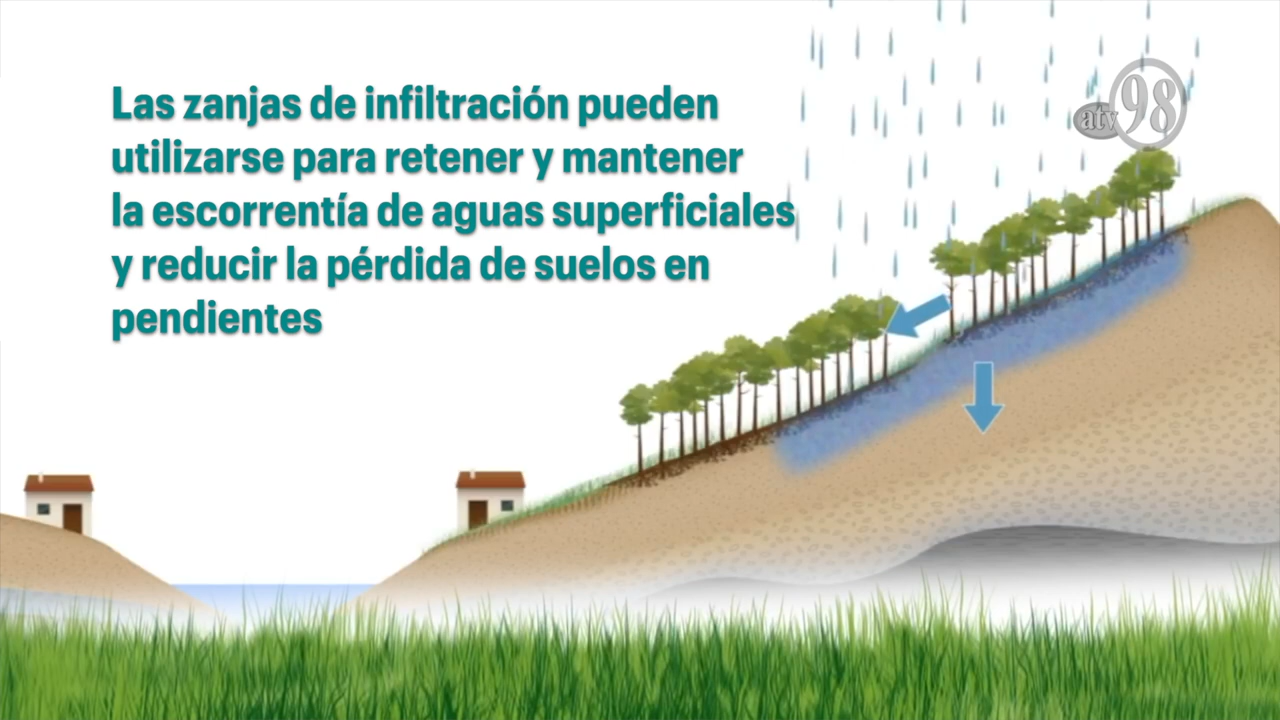 Las zanjas de infiltración pueden
utilizarse para retener y mantener
la escorrentía de aguas superficiales
y reducir la pérdida de suelos en
pendientes
atv 98